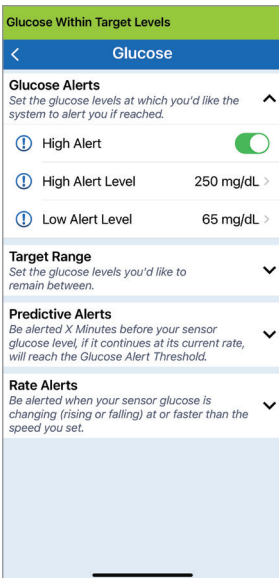 Glucose Within Target Levels
Glucose
Glucose Alerts
Set the glucose levels at which you'd like the
system to alert you if reached.
High Alert
High Alert Level 250 mg/dL >
Low Alert Level 65 mg/dL >
Target Range
Set the glucose levels you'd like to
remain between.
Predictive Alerts
Be alerted X Minutes before your sensor
glucose level, if it continues at its current rate,
will reach the Glucose Alert Threshold.
Rate Alerts
Be alerted when your sensor glucose is
changing (rising or falling) at or faster than the
speed you set.